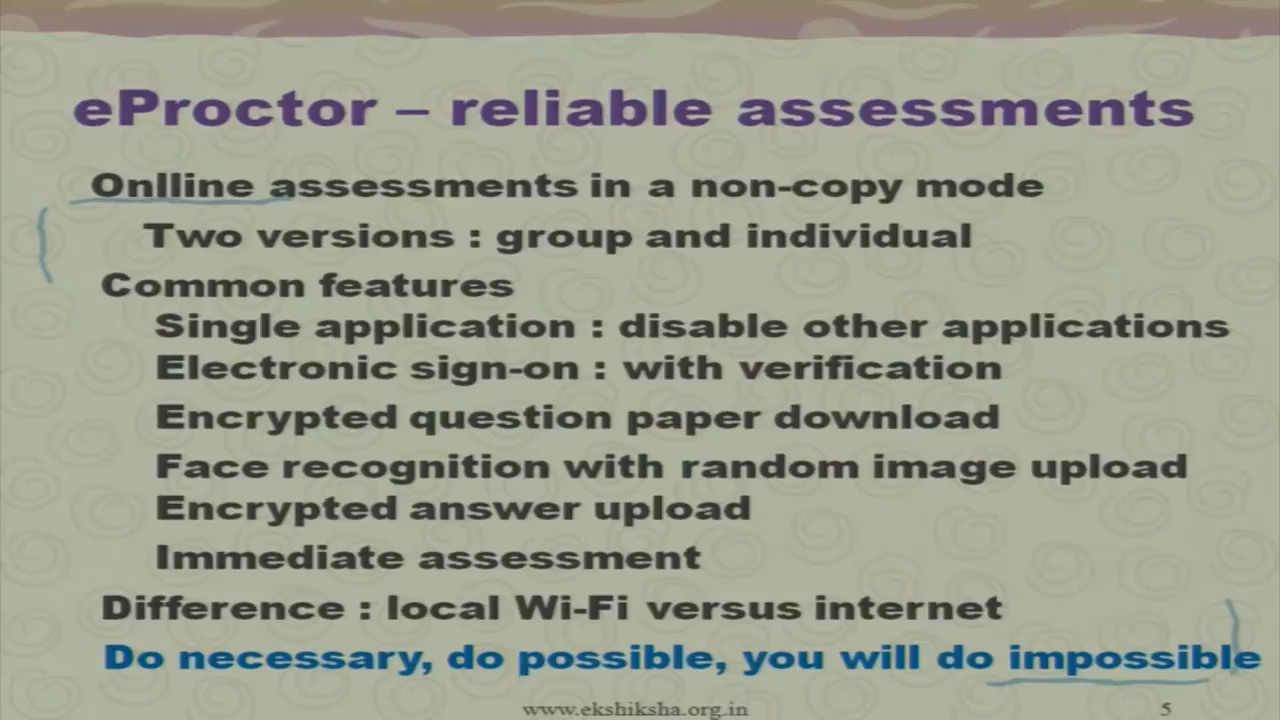 eProctor – reliable assessments
Onlline assessments in a non-copy mode
Two versions : group and individual
Common features
Single application : disable other applications
Electronic sign-on : with verification
Encrypted question paper download
Face recognition with random image upload
Encrypted answer upload
Immediate assessment
Difference : local Wi-Fi versus internet
Do necessary, do possible, you will do impossible
www.ekshiksha.org.in
5